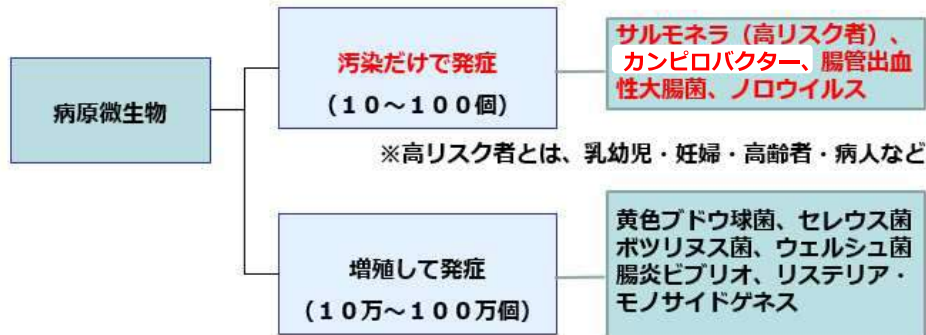 病原微生物
汚染だけで発症
(10~100個)
サルモネラ(高リスク者)、
カンピロバクター、腸管出血
性大腸菌、ノロウイルス
※高リスク者とは、乳幼児・妊婦・高齢者・病人など
増殖して発症
(10万~100万個)
黄色ブドウ球菌、セレウス菌
ボツリヌス菌、ウェルシュ菌
腸炎ビブリオ、リステリア・
モノサイドゲネス